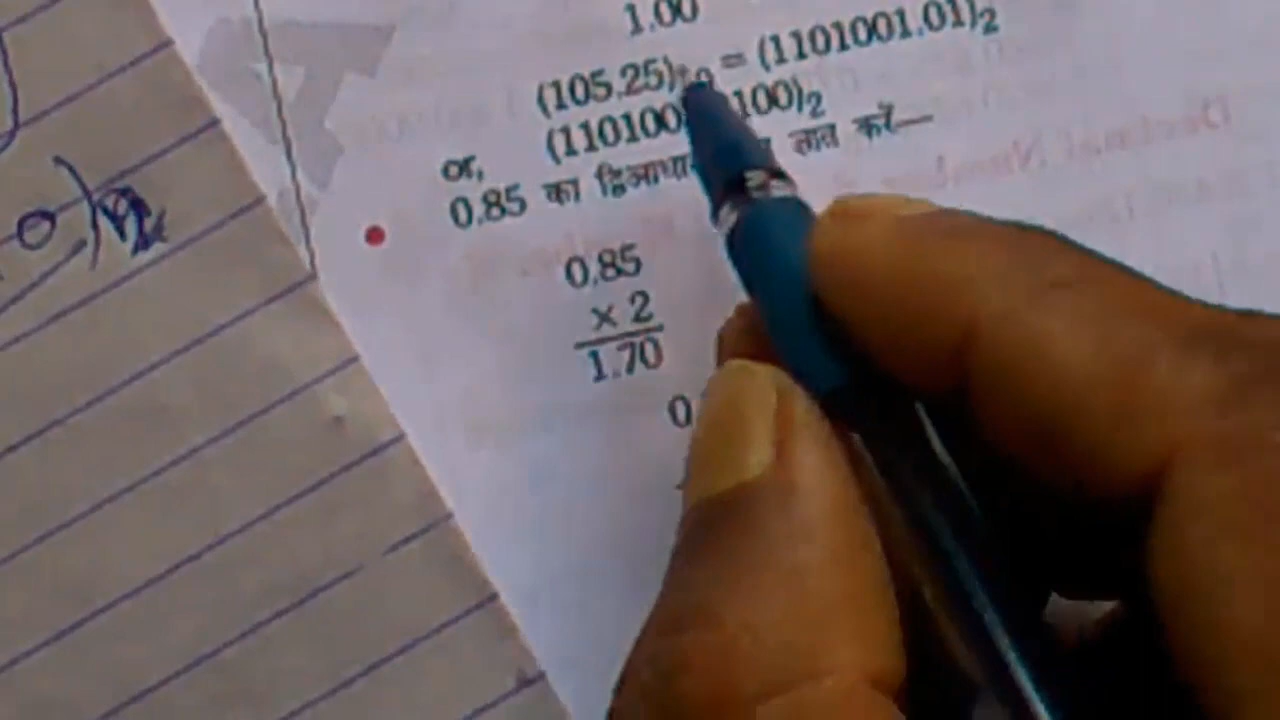 1.00
(105.25)₁₀ = (1101001.01)₂
or, (110100 100)₂
0.85 का द्विआधा ज्ञात करें—
0.85
× 2
1.70
0